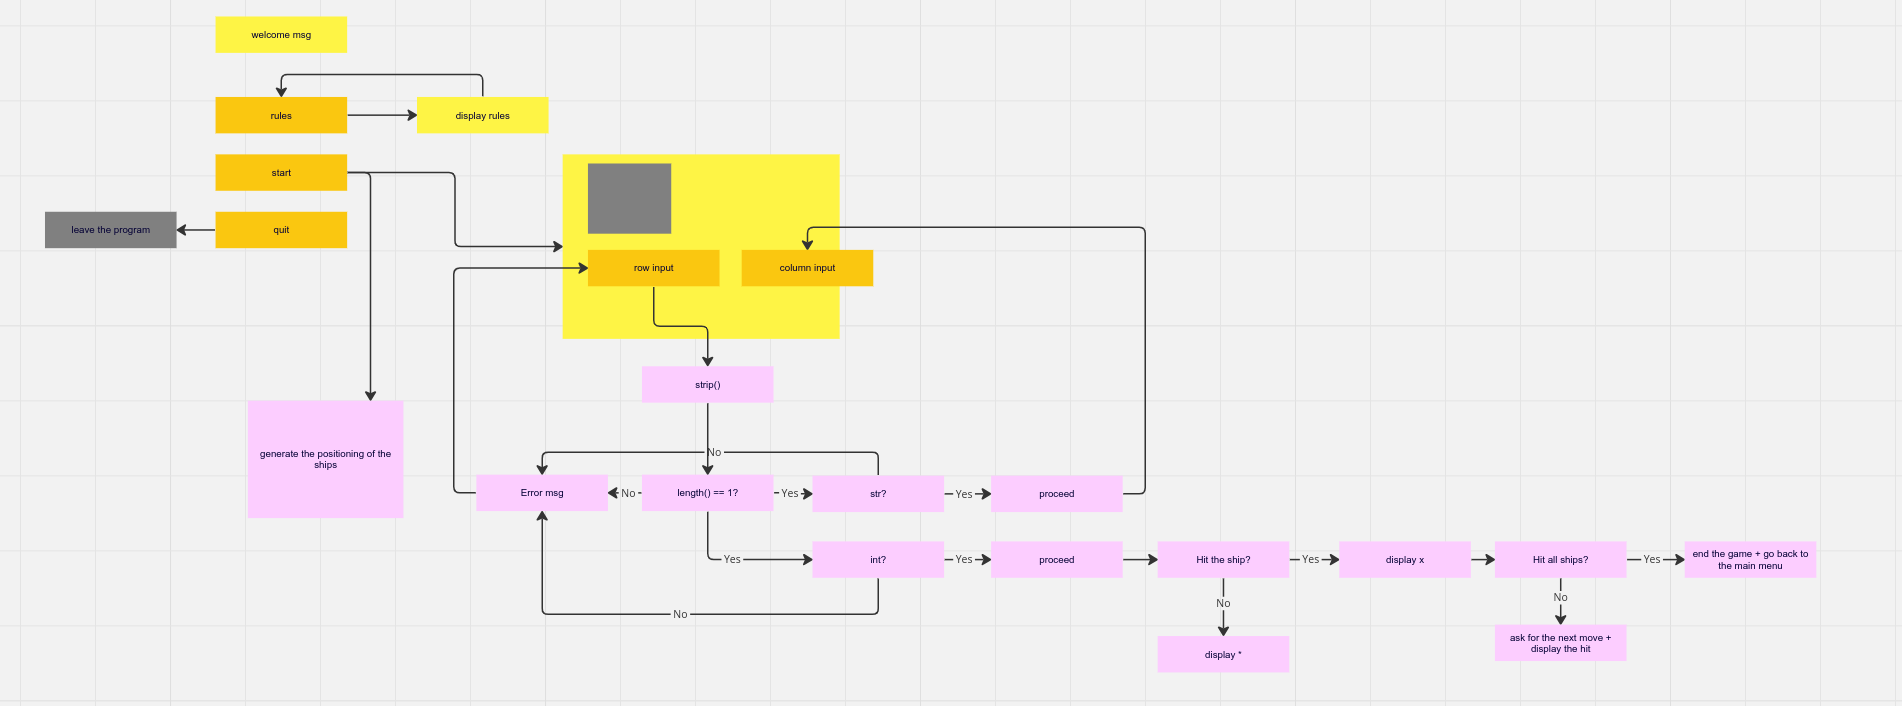 welcome msg
rules
display rules
start
leave the program
quit
row input
column input
strip()
generate the positioning of the
ships
No
Error msg
No
length() == 1?
Yes
str?
Yes
proceed
Yes
int?
Yes
proceed
Hit the ship?
Yes
display x
Hit all ships?
Yes
end the game + go back to
the main menu
No
No
No
display *
ask for the next move +
display the hit